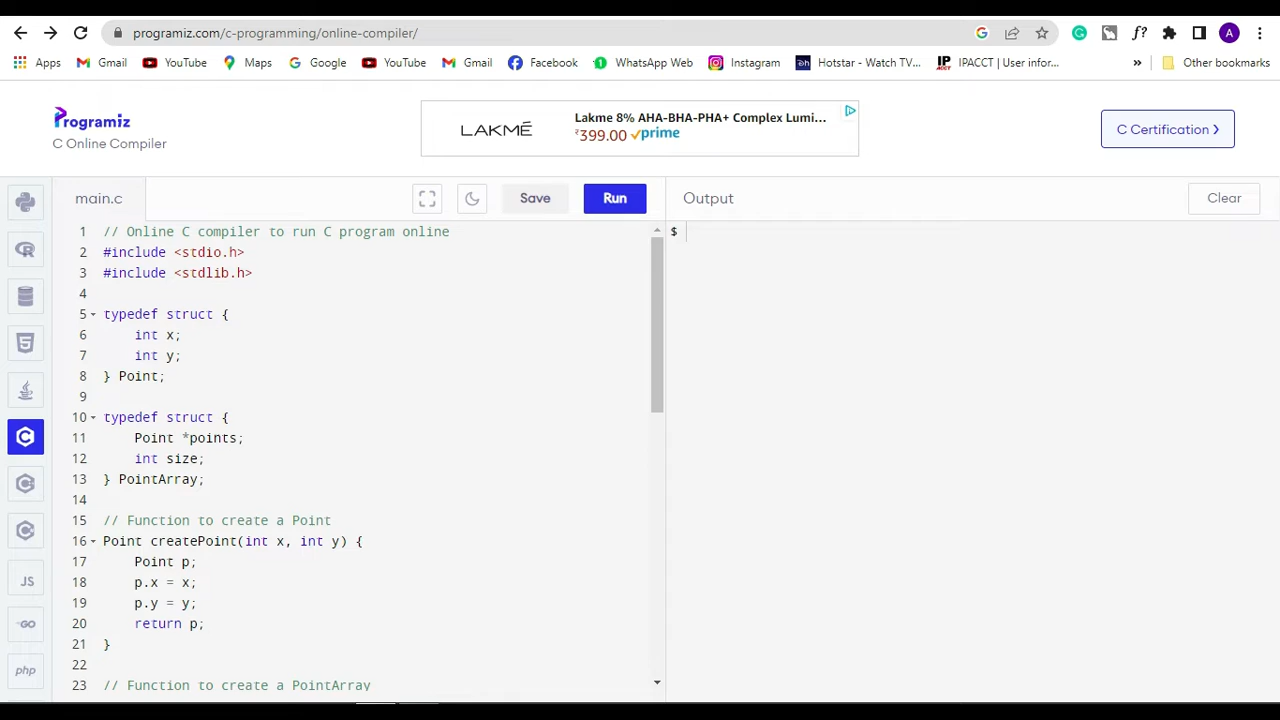 programiz.com/c-programming/online-compiler/
A
Apps Gmail YouTube Maps Google YouTube Gmail Facebook WhatsApp Web Instagram Hotstar - Watch TV... IPACCT | User infor... » Other bookmarks
Programiz
C Online Compiler
LAKMÉ
Lakme 8% AHA-BHA-PHA+ Complex Lumi...
₹399.00 prime
C Certification
main.c Save Run Output Clear
1 // Online C compiler to run C program online
2 #include <stdio.h>
3 #include <stdlib.h>
4
5 typedef struct {
6 int x;
7 int y;
8 } Point;
9
10 typedef struct {
11 Point *points;
12 int size;
13 } PointArray;
14
15 // Function to create a Point
16 Point createPoint(int x, int y) {
17 Point p;
18 p.x = x;
19 p.y = y;
20 return p;
21 }
22
23 // Function to create a PointArray
$
JS
GO
php